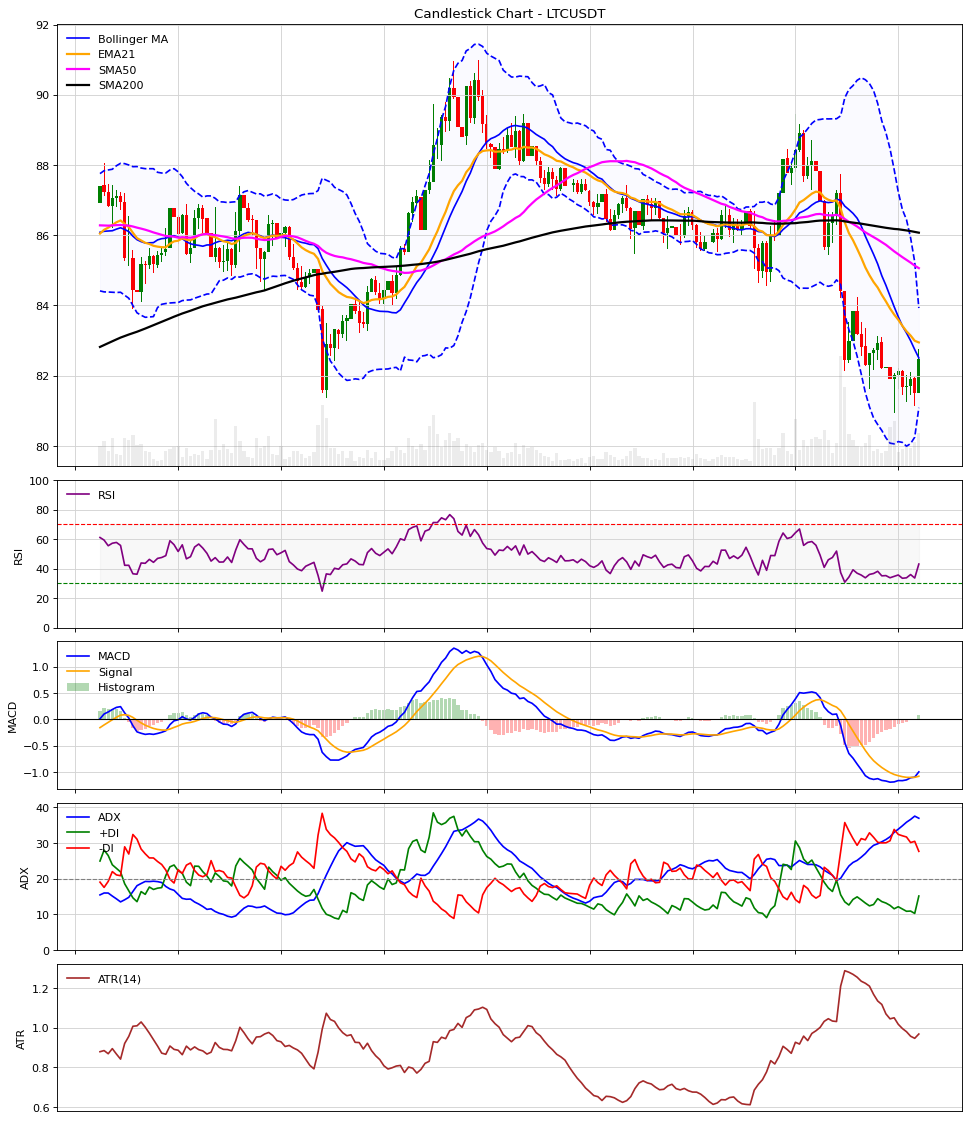 Candlestick Chart - LTCUSDT
92
90
88
86
84
82
80
Bollinger MA
EMA21
SMA50
SMA200
100
80
60
40
20
0
RSI
RSI
1.0
0.5
0.0
−0.5
−1.0
MACD
MACD
Signal
Histogram
40
30
20
10
0
ADX
ADX
+DI
-DI
1.2
1.0
0.8
0.6
ATR
ATR(14)